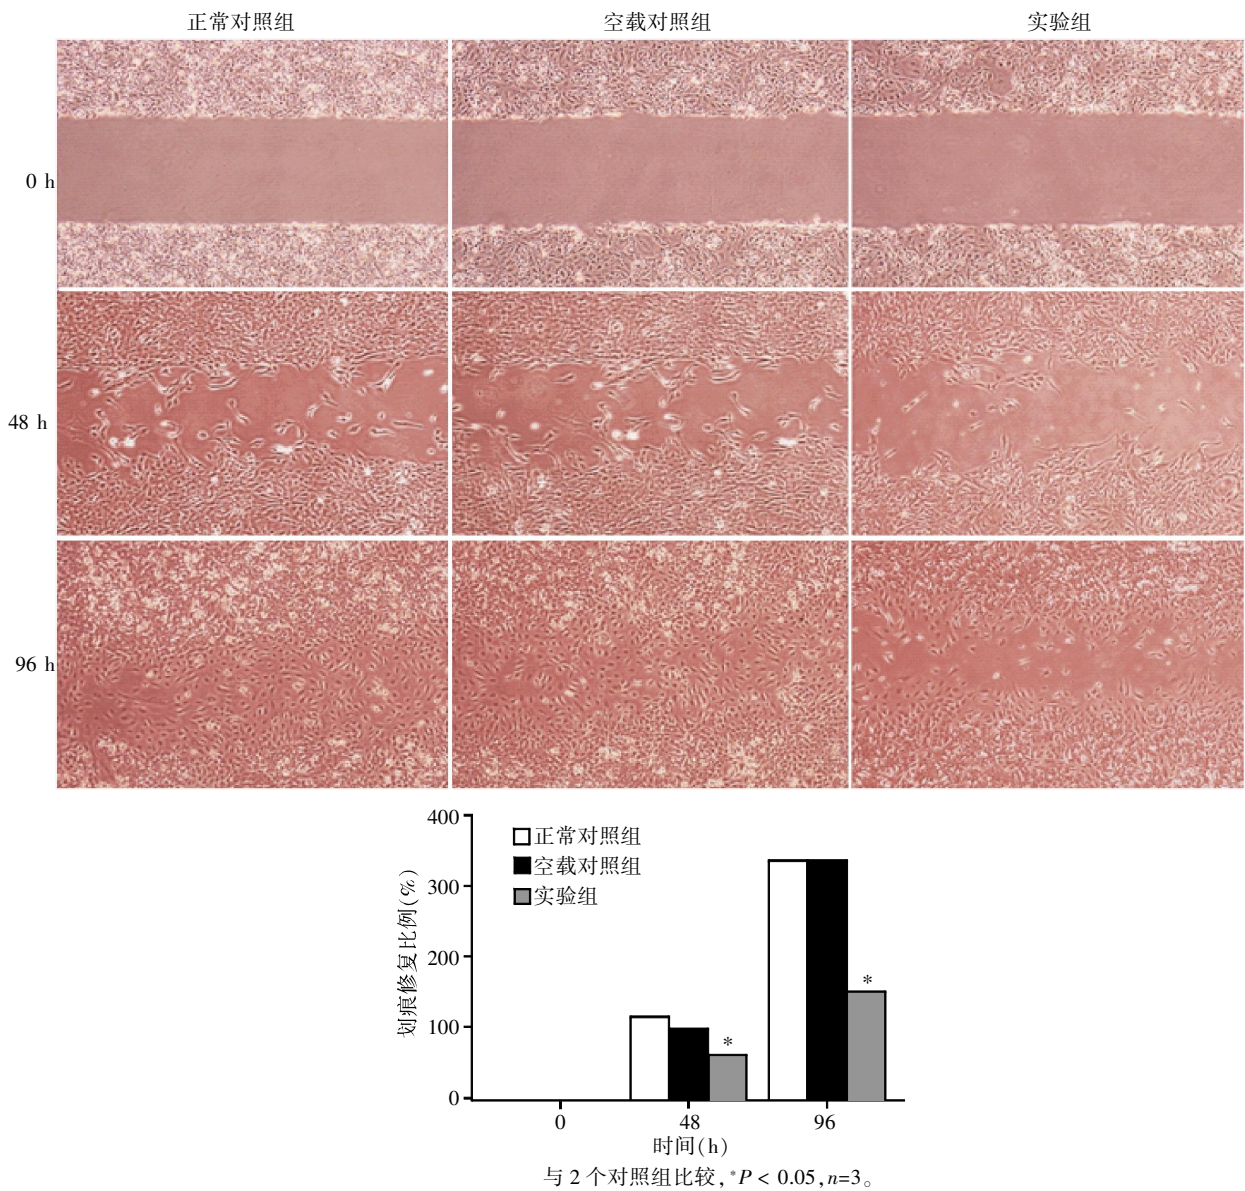 正常对照组 空载对照组 实验组
0 h
48 h
96 h
400
300
200
100
0
划痕修复比例(%)
正常对照组
空载对照组
实验组
*
*
0 48 96
时间(h)
与 2 个对照组比较, *P < 0.05, n=3。